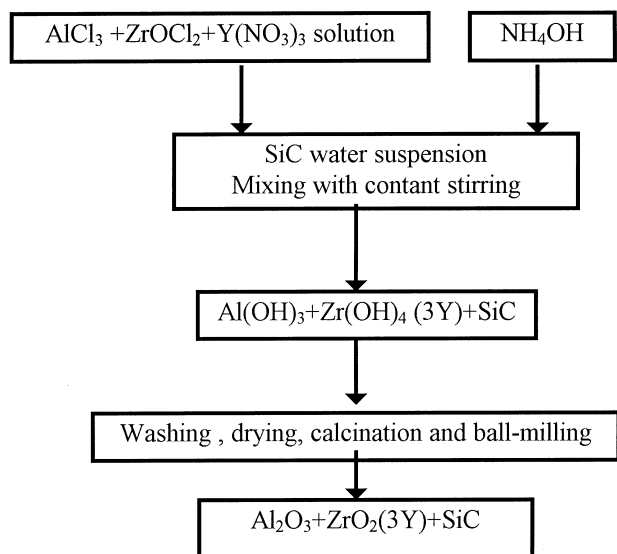 AlCl3 +ZrOCl2+Y(NO3)3 solution
NH4OH
SiC water suspension
Mixing with contant stirring
Al(OH)3+Zr(OH)4 (3Y)+SiC
Washing , drying, calcination and ball-milling
Al2O3+ZrO2(3Y)+SiC